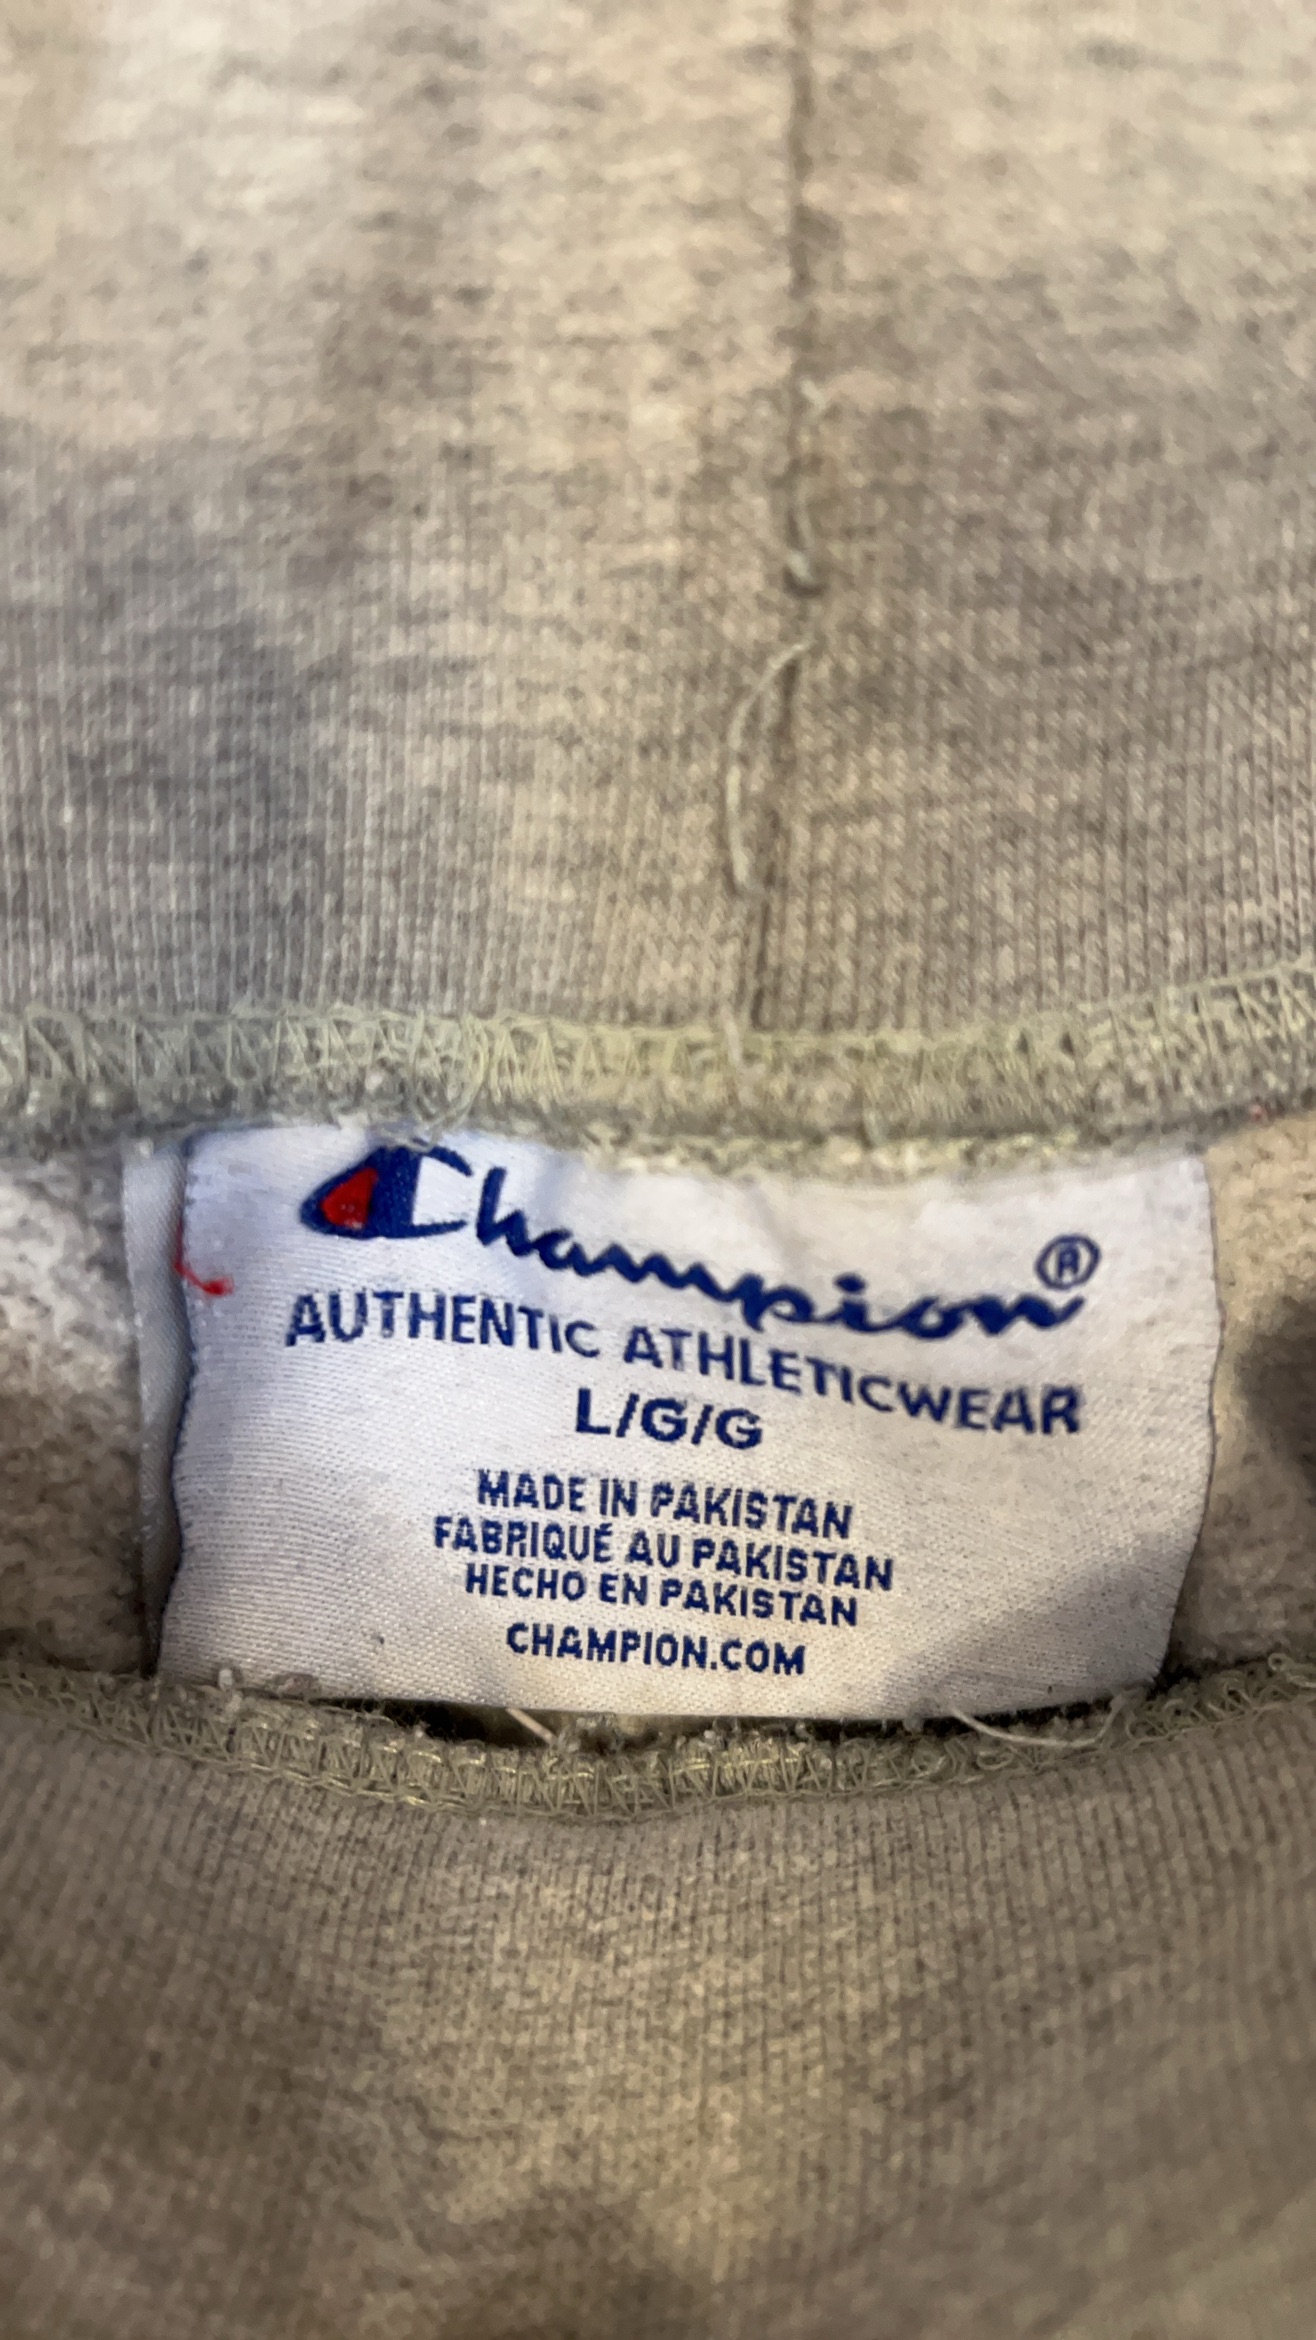 Champion®
AUTHENTIC ATHLETICWEAR
L/G/G
MADE IN PAKISTAN
FABRIQUÉ AU PAKISTAN
HECHO EN PAKISTAN
CHAMPION.COM